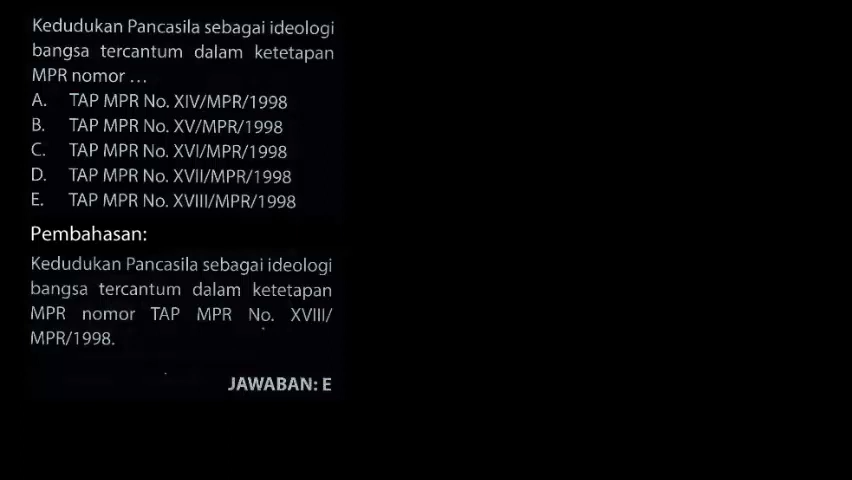 Kedudukan Pancasila sebagai ideologi
bangsa tercantum dalam ketetapan
MPR nomor ...
A. TAP MPR No. XIV/MPR/1998
B. TAP MPR No. XV/MPR/1998
C. TAP MPR No. XVI/MPR/1998
D. TAP MPR No. XVII/MPR/1998
E. TAP MPR No. XVIII/MPR/1998
Pembahasan:
Kedudukan Pancasila sebagai ideologi
bangsa tercantum dalam ketetapan
MPR nomor TAP MPR No. XVIII/
MPR/1998.
JAWABAN: E